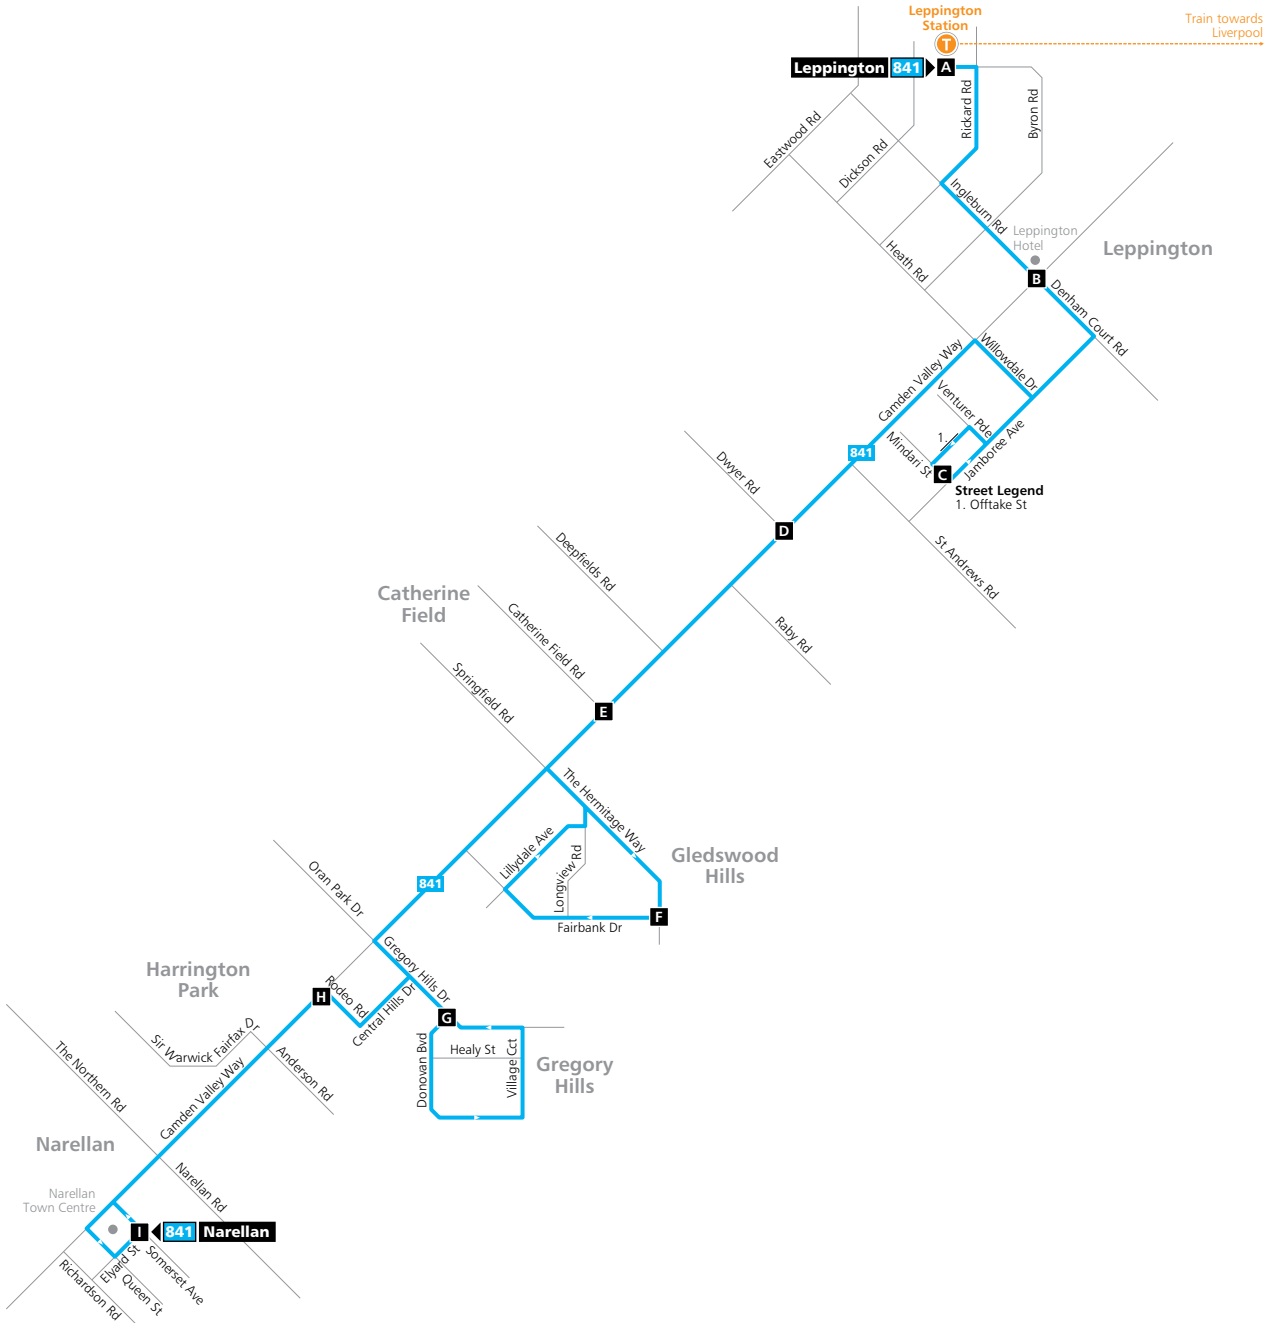 Leppington
Station
Train towards
Liverpool
T
Leppington
841
A
Rickard Rd
Byron Rd
Eastwood Rd
Dickson Rd
Ingleburn Rd
Leppington
Hotel
Leppington
Heath Rd
B
Denham Court Rd
Camden Valley Way
Willowdale Dr
Venturer Pde
1.
Mindari St
Jamboree Ave
841
C
Street Legend
1. Offtake St
Dwyer Rd
D
St Andrews Rd
Deepfields Rd
Catherine
Field
Catherine Field Rd
Raby Rd
Springfield Rd
E
The Hermitage Way
Lillydale Ave
Longview Rd
Gledswood
Hills
841
Oran Park Dr
F
Fairbank Dr
Gregory Hills Dr
Harrington
Park
Rodeo Rd
H
Central Hills Dr
G
Sir Warwick Fairfax Dr
Donovan Bvd
Healy St
Village Cct
Gregory
Hills
Anderson Rd
The Northern Rd
Camden Valley Way
Narellan
Narellan Rd
Narellan
Town Centre
I
841
Narellan
Elyard St
Somerset Ave
Queen St
Richardson Rd